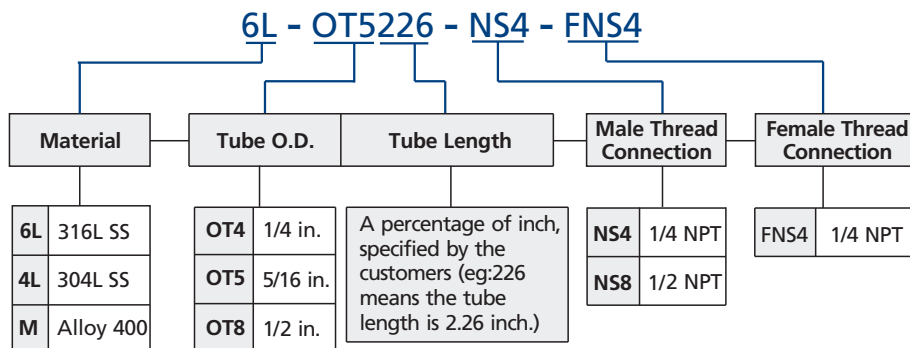 6L - OT5226 - NS4 - FNS4
Material
Tube O.D.
Tube Length
Male Thread
Connection
Female Thread
Connection
6L 316L SS
4L 304L SS
M Alloy 400
OT4 1/4 in.
OT5 5/16 in.
OT8 1/2 in.
A percentage of inch,
specified by the
customers (eg:226
means the tube
length is 2.26 inch.)
NS4 1/4 NPT
NS8 1/2 NPT
FNS4 1/4 NPT